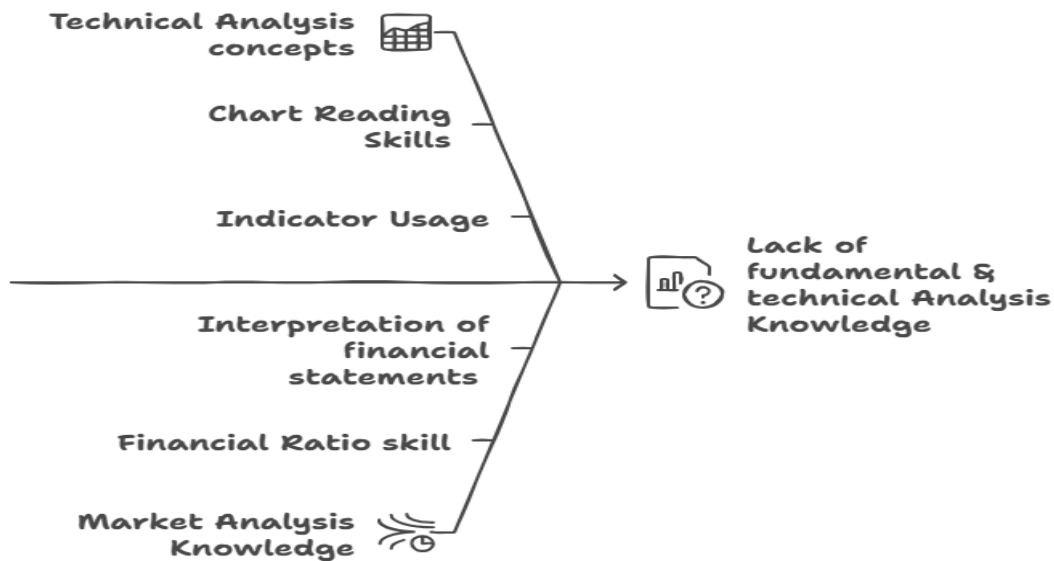 Technical Analysis
concepts
Chart Reading
Skills
Indicator Usage
Lack of
fundamental &
technical Analysis
Knowledge
Interpretation of
financial
statements
Financial Ratio skill
Market Analysis
Knowledge